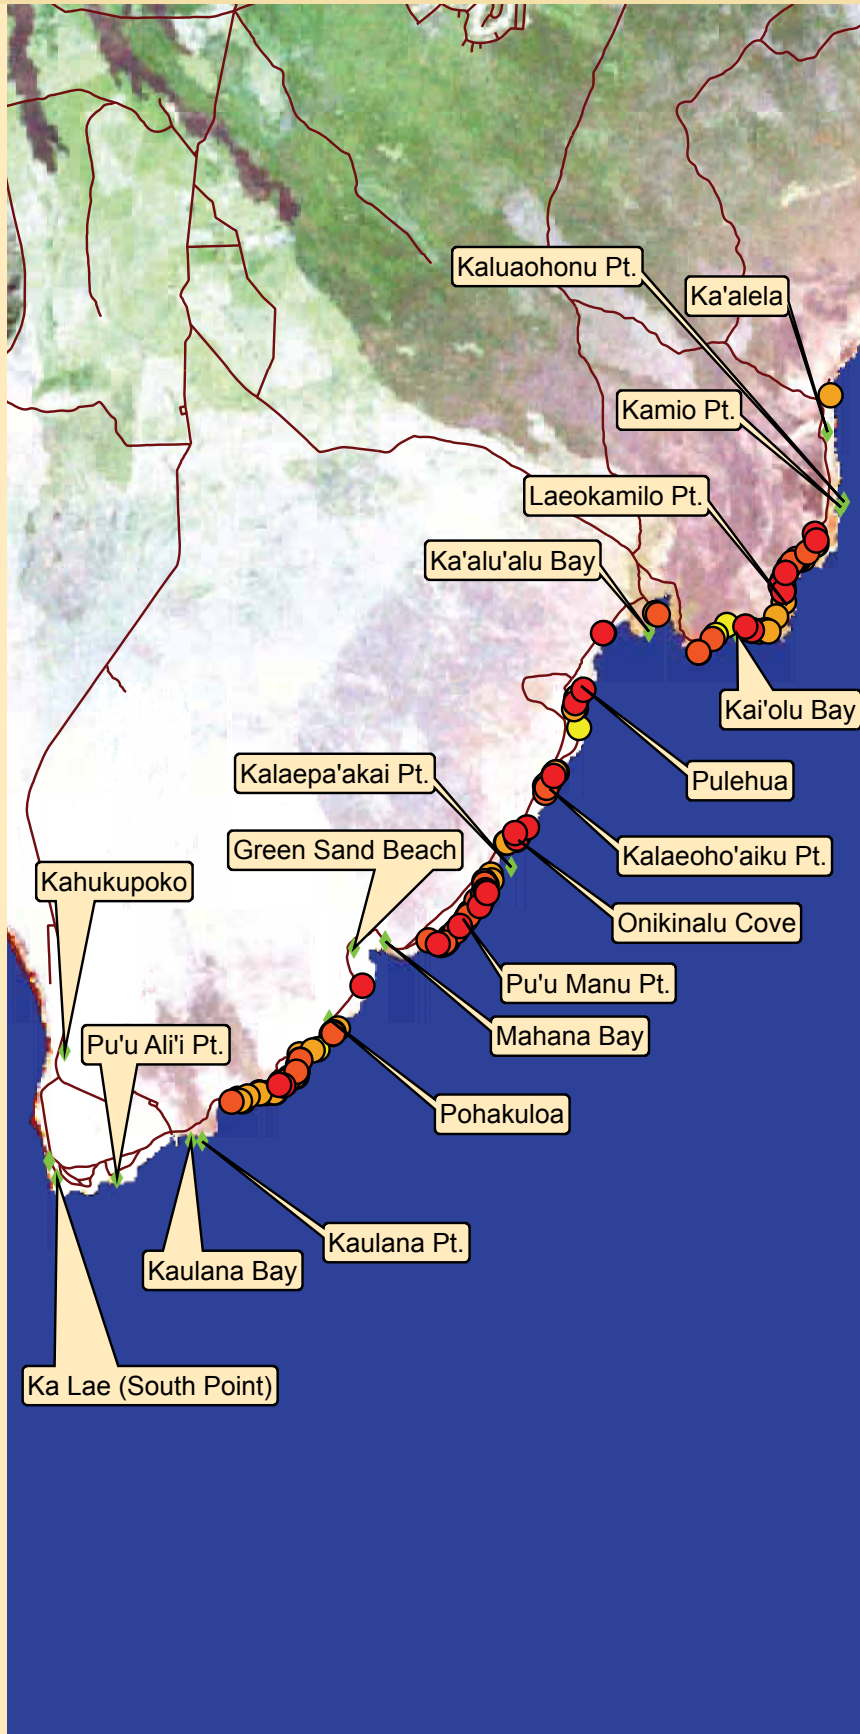 Kaluaohonu Pt.
Ka'alela
Kamio Pt.
Laeokamilo Pt.
Ka'alu'alu Bay
Kai'olu Bay
Kalaepa'akai Pt.
Pulehua
Green Sand Beach
Kalaeoho'aiku Pt.
Kahukupoko
Onikinalu Cove
Pu'u Manu Pt.
Pu'u Ali'i Pt.
Mahana Bay
Pohakuloa
Kaulana Pt.
Kaulana Bay
Ka Lae (South Point)